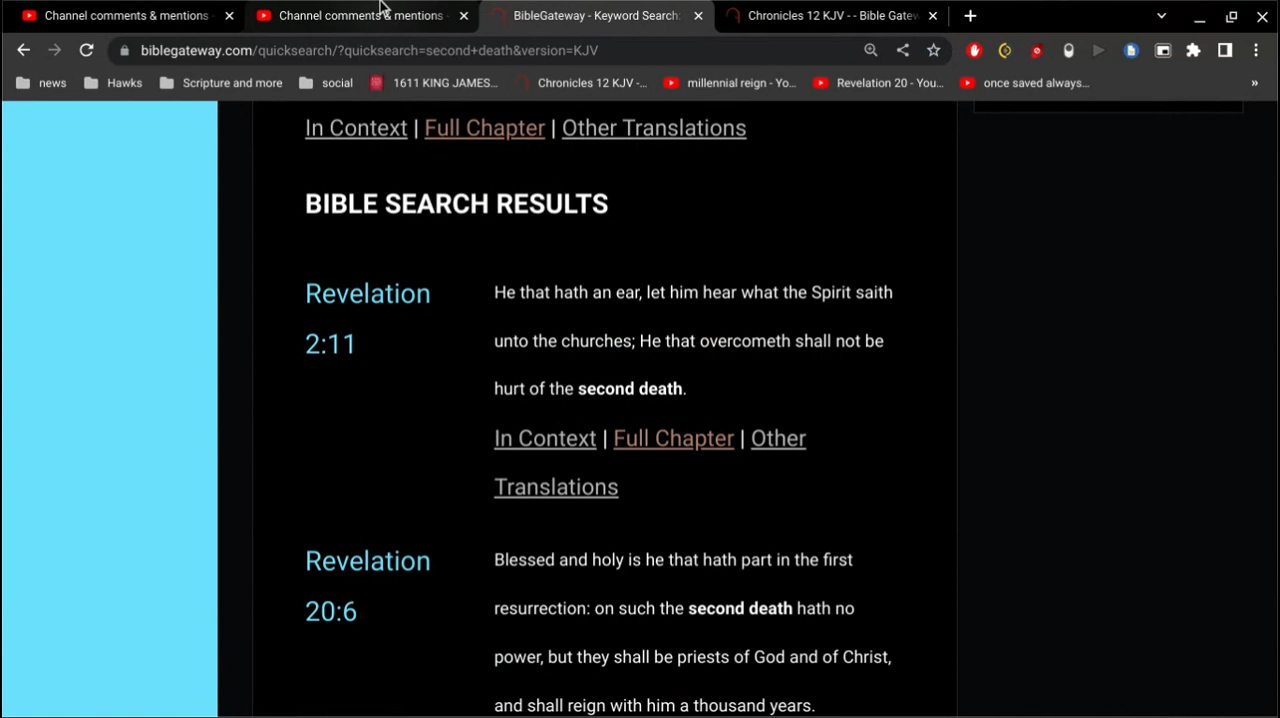 Channel comments & mentions
Channel comments & mentions
BibleGateway - Keyword Search:
Chronicles 12 KJV - - Bible Gatew
biblegateway.com/quicksearch/?quicksearch=second+death&version=KJV
news
Hawks
Scripture and more
social
1611 KING JAMES...
Chronicles 12 KJV -...
millennial reign - Yo...
Revelation 20 - You...
once saved always...
»
In Context | Full Chapter | Other Translations
BIBLE SEARCH RESULTS
Revelation
2:11
He that hath an ear, let him hear what the Spirit saith
unto the churches; He that overcometh shall not be
hurt of the second death.
In Context | Full Chapter | Other
Translations
Revelation
20:6
Blessed and holy is he that hath part in the first
resurrection: on such the second death hath no
power, but they shall be priests of God and of Christ,
and shall reign with him a thousand years.